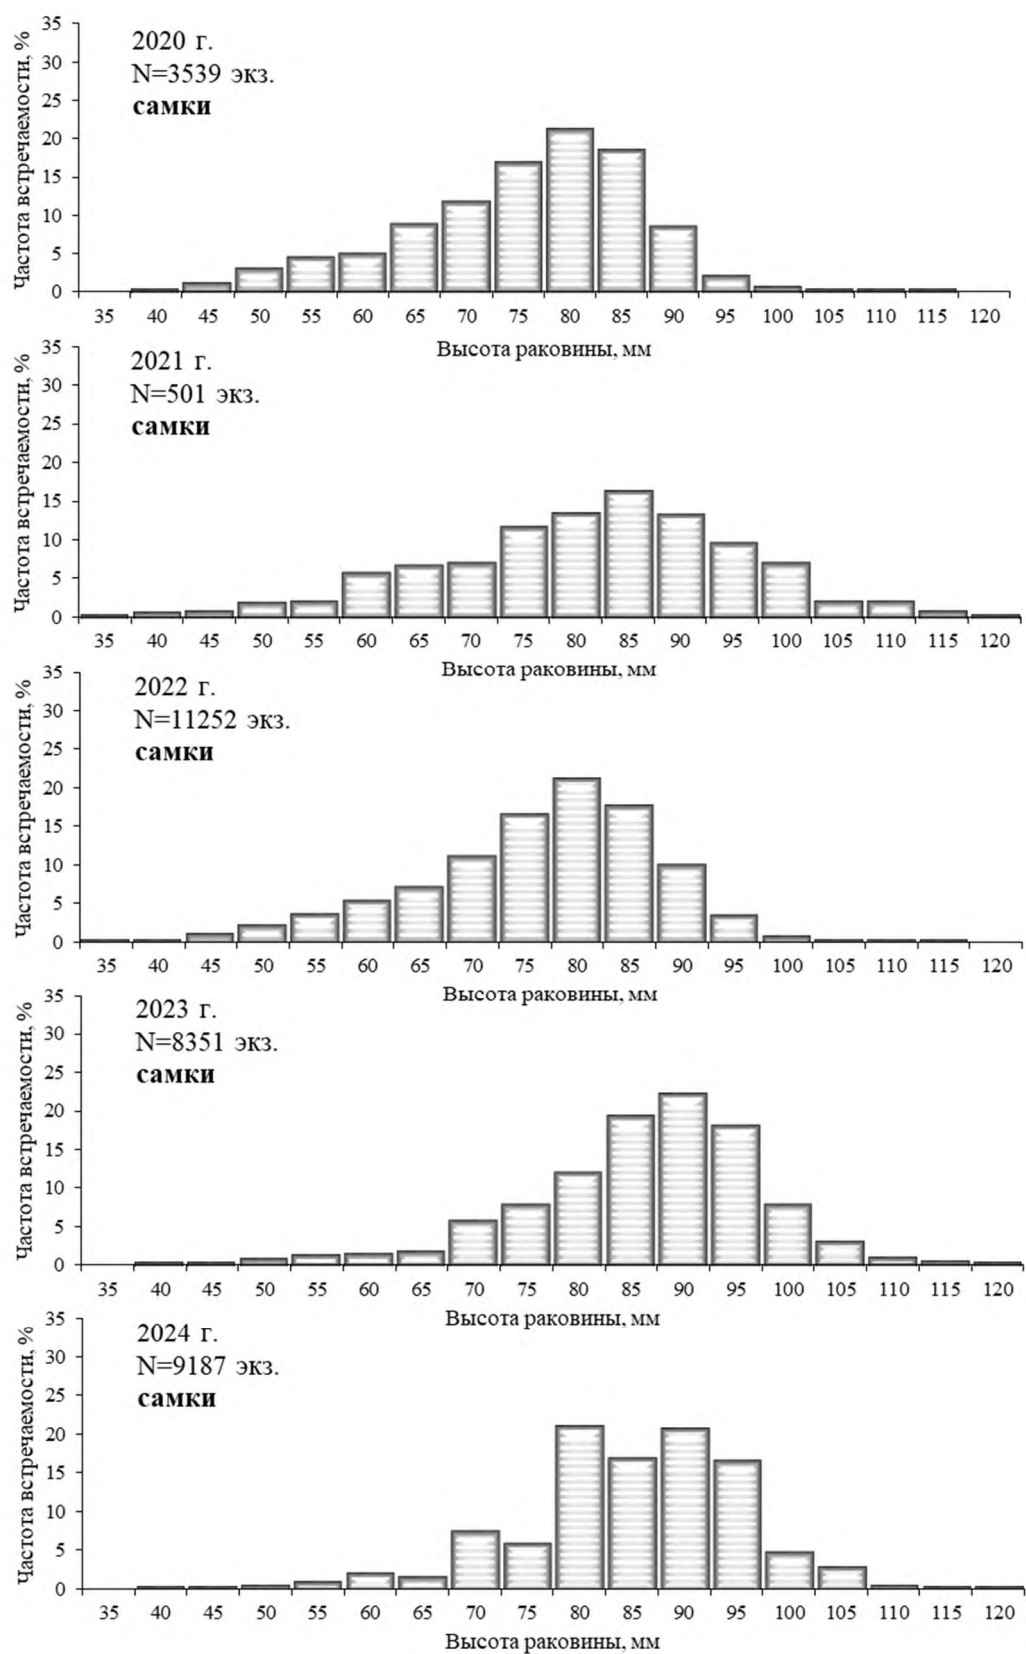 Частота встречаемости, %
35
30
25
20
15
10
5
0
2020 г.
N=3539 экз.
самки
35 40 45 50 55 60 65 70 75 80 85 90 95 100 105 110 115 120
Высота раковины, мм
Частота встречаемости, %
35
30
25
20
15
10
5
0
2021 г.
N=501 экз.
самки
35 40 45 50 55 60 65 70 75 80 85 90 95 100 105 110 115 120
Высота раковины, мм
Частота встречаемости, %
35
30
25
20
15
10
5
0
2022 г.
N=11252 экз.
самки
35 40 45 50 55 60 65 70 75 80 85 90 95 100 105 110 115 120
Высота раковины, мм
Частота встречаемости, %
35
30
25
20
15
10
5
0
2023 г.
N=8351 экз.
самки
35 40 45 50 55 60 65 70 75 80 85 90 95 100 105 110 115 120
Высота раковины, мм
Частота встречаемости, %
35
30
25
20
15
10
5
0
2024 г.
N=9187 экз.
самки
35 40 45 50 55 60 65 70 75 80 85 90 95 100 105 110 115 120
Высота раковины, мм